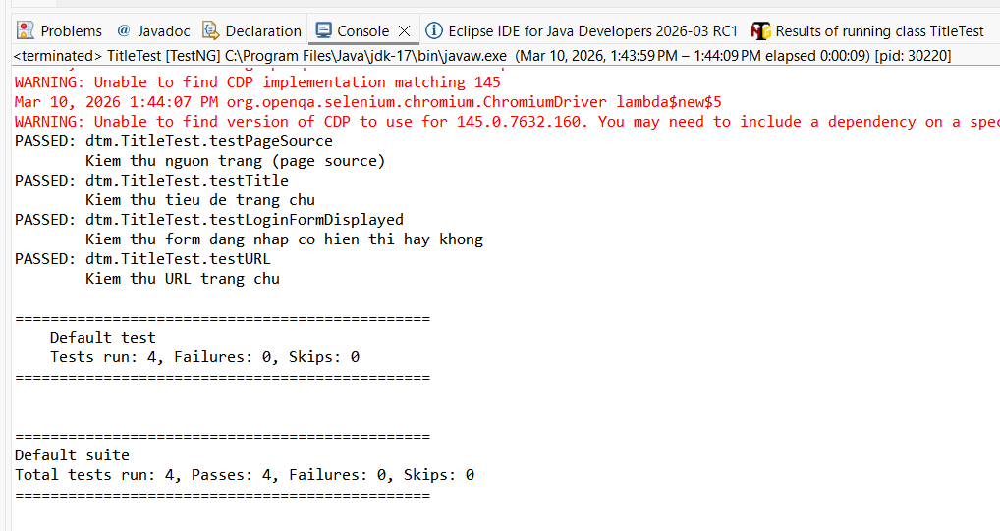 Problems @ Javadoc Declaration Console Eclipse IDE for Java Developers 2026-03 RC1 Results of running class TitleTest
<terminated> TitleTest [TestNG] C:\Program Files\Java\jdk-17\bin\javaw.exe (Mar 10, 2026, 1:43:59 PM – 1:44:09 PM elapsed 0:00:09) [pid: 30220]
WARNING: Unable to find CDP implementation matching 145
Mar 10, 2026 1:44:07 PM org.openqa.selenium.chromium.ChromiumDriver lambda$new$5
WARNING: Unable to find version of CDP to use for 145.0.7632.160. You may need to include a dependency on a spec
PASSED: dtm.TitleTest.testPageSource
Kiem thu nguon trang (page source)
PASSED: dtm.TitleTest.testTitle
Kiem thu tieu de trang chu
PASSED: dtm.TitleTest.testLoginFormDisplayed
Kiem thu form dang nhap co hien thi hay khong
PASSED: dtm.TitleTest.testURL
Kiem thu URL trang chu
===============================================
Default test
Tests run: 4, Failures: 0, Skips: 0
===============================================
===============================================
Default suite
Total tests run: 4, Passes: 4, Failures: 0, Skips: 0
===============================================